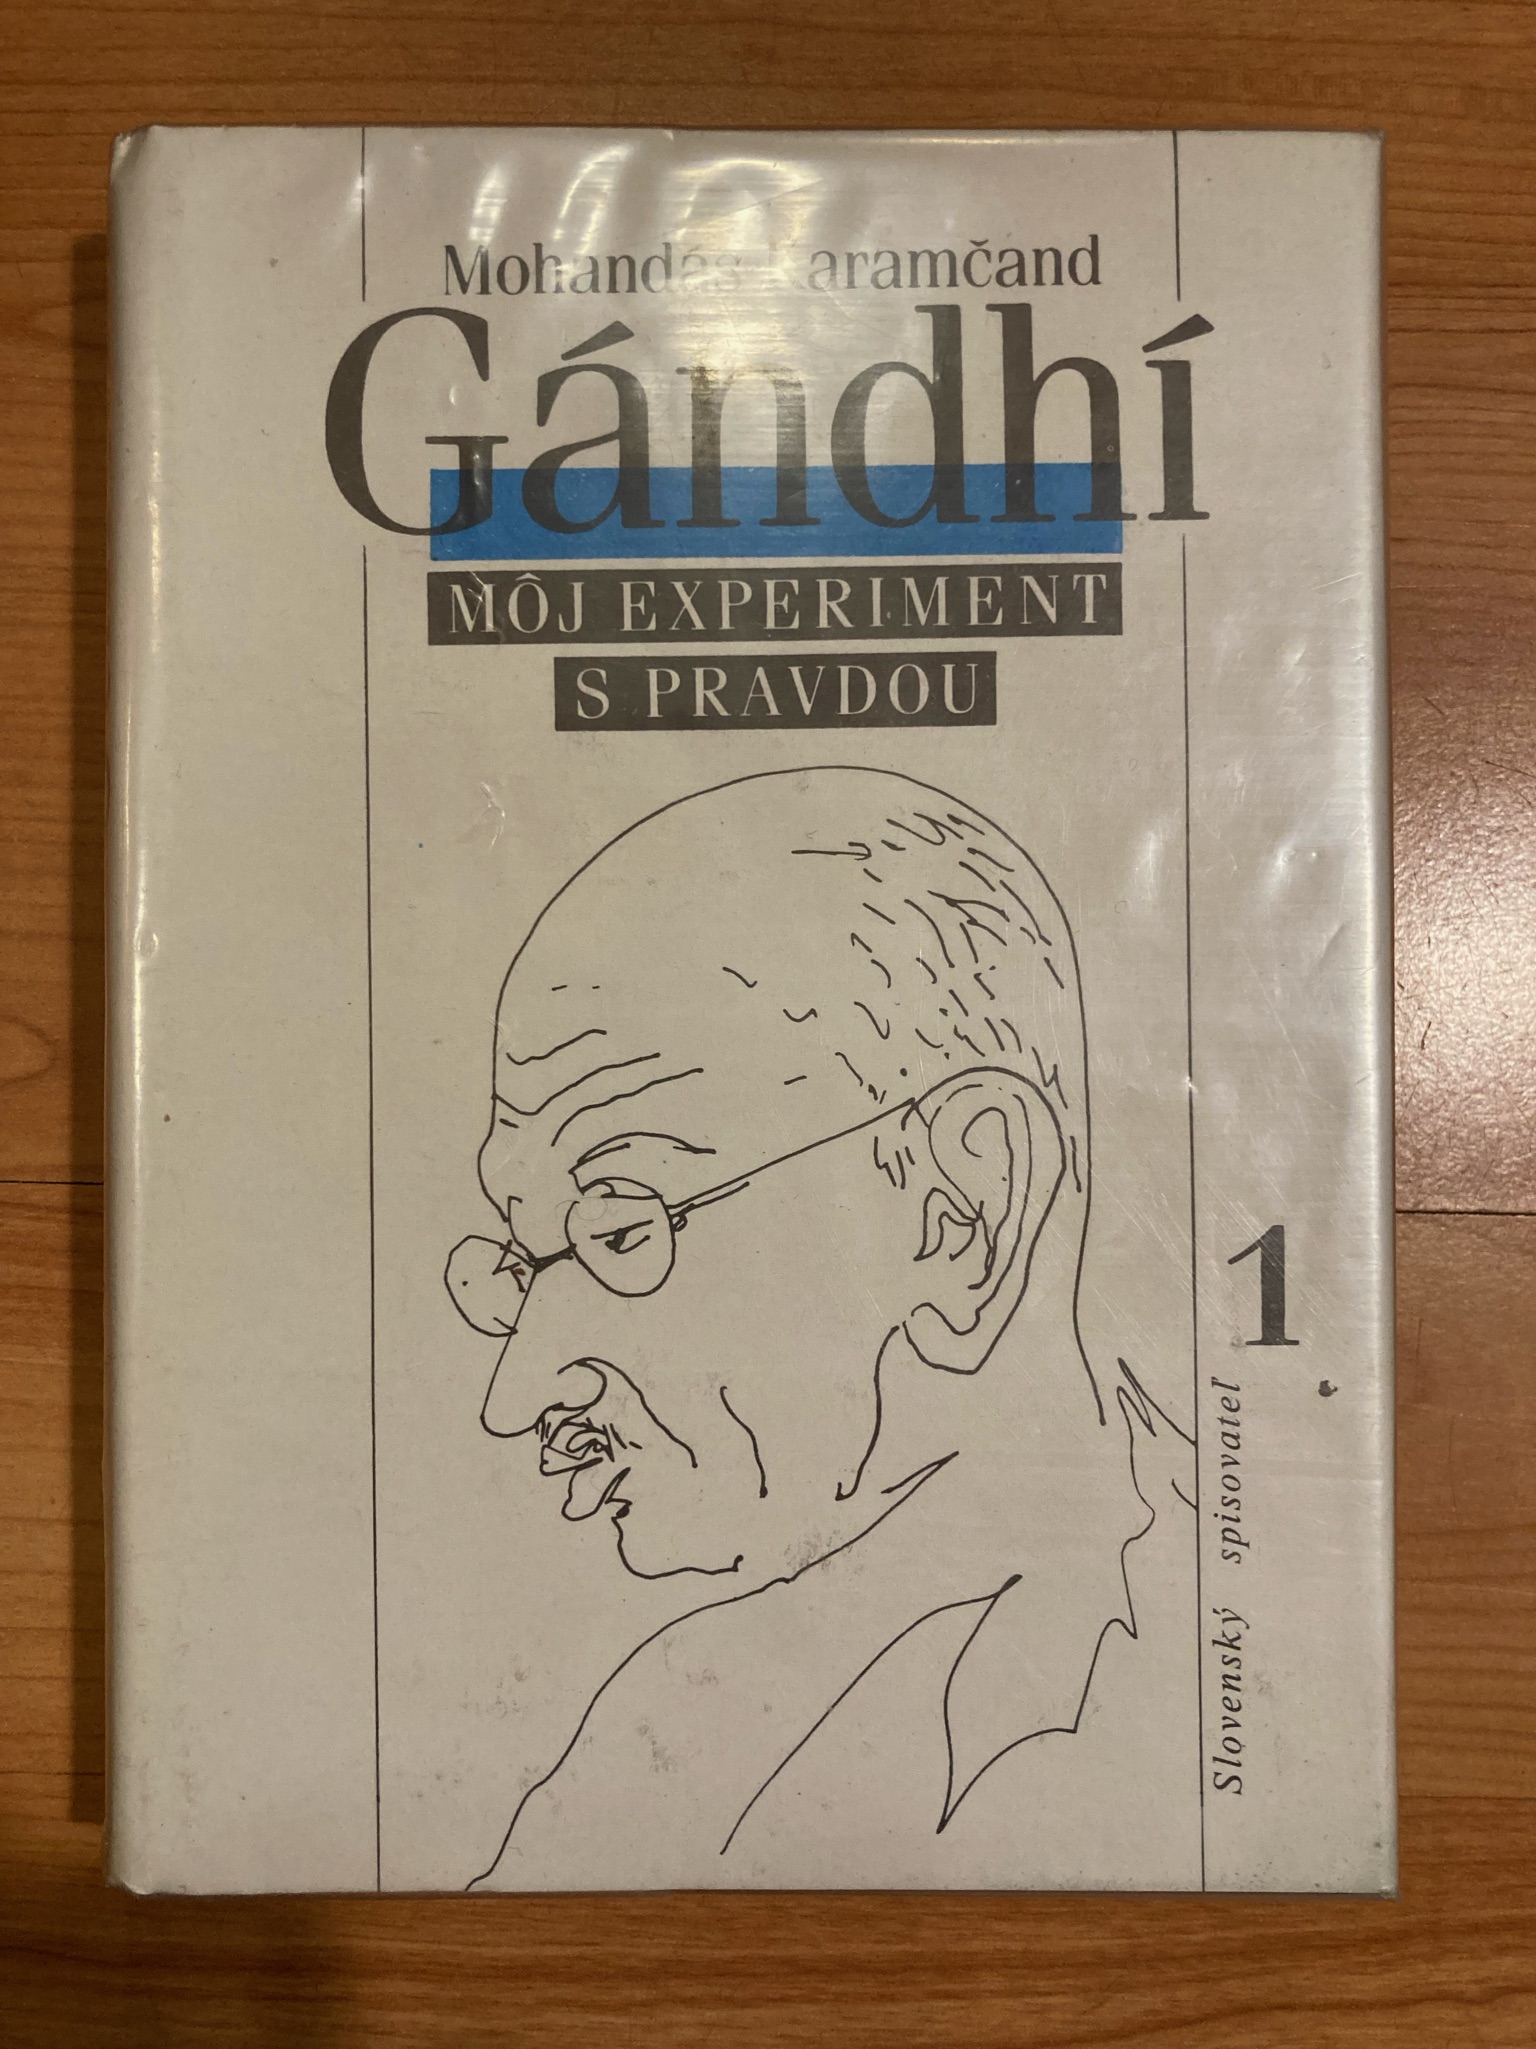 Mohandás Karamčand
Gándhí
MÔJ EXPERIMENT
S PRAVDOU
1
Slovenský spisovateľ